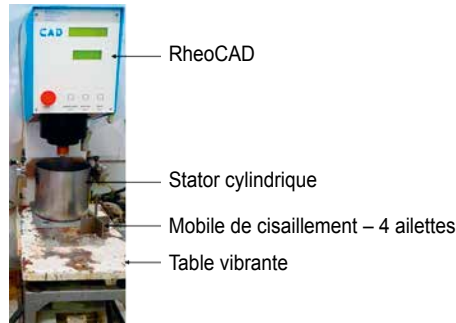 CAD
RheoCAD
Stator cylindrique
Mobile de cisaillement – 4 ailettes
Table vibrante